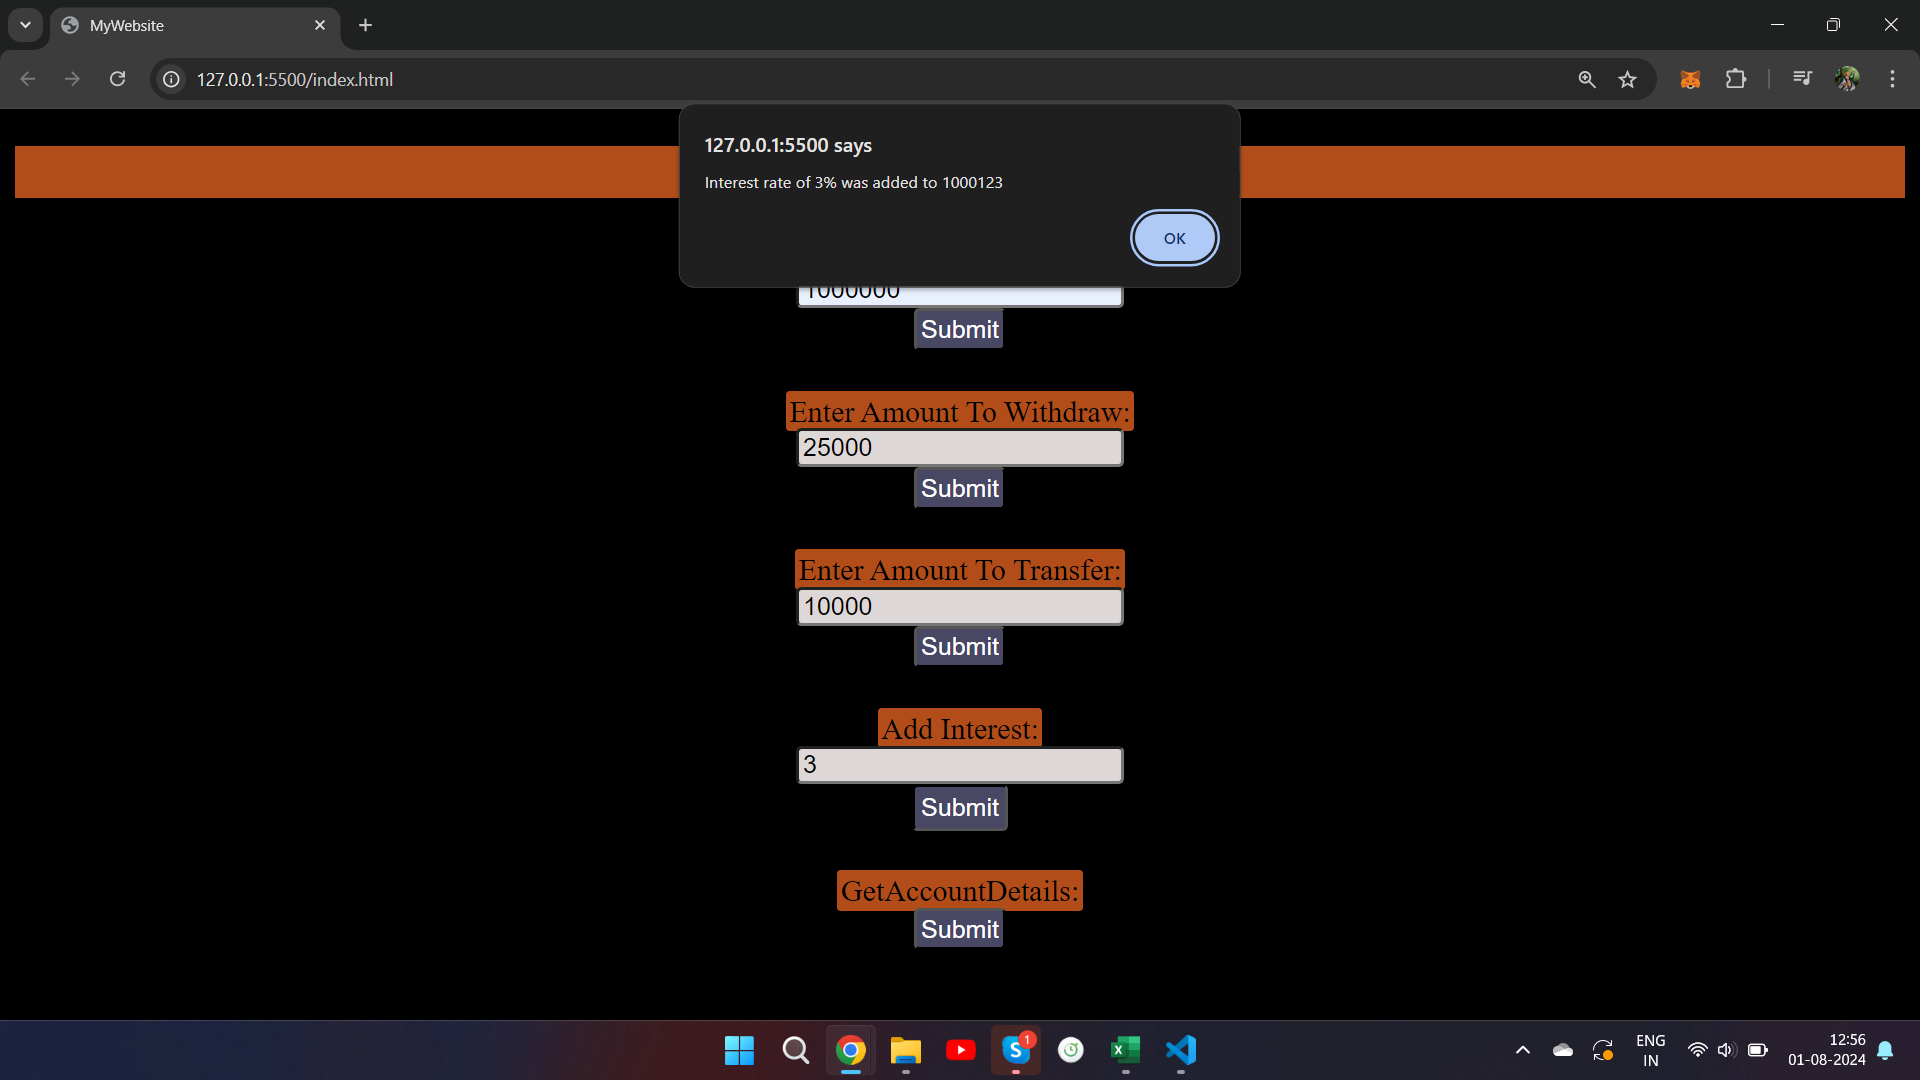 MyWebsite
127.0.0.1:5500/index.html
127.0.0.1:5500 says
Interest rate of 3% was added to 1000123
OK
1000000
Submit
Enter Amount To Withdraw:
25000
Submit
Enter Amount To Transfer:
10000
Submit
Add Interest:
3
Submit
GetAccountDetails:
Submit
S 1
X
ENG
IN
12:56
01-08-2024